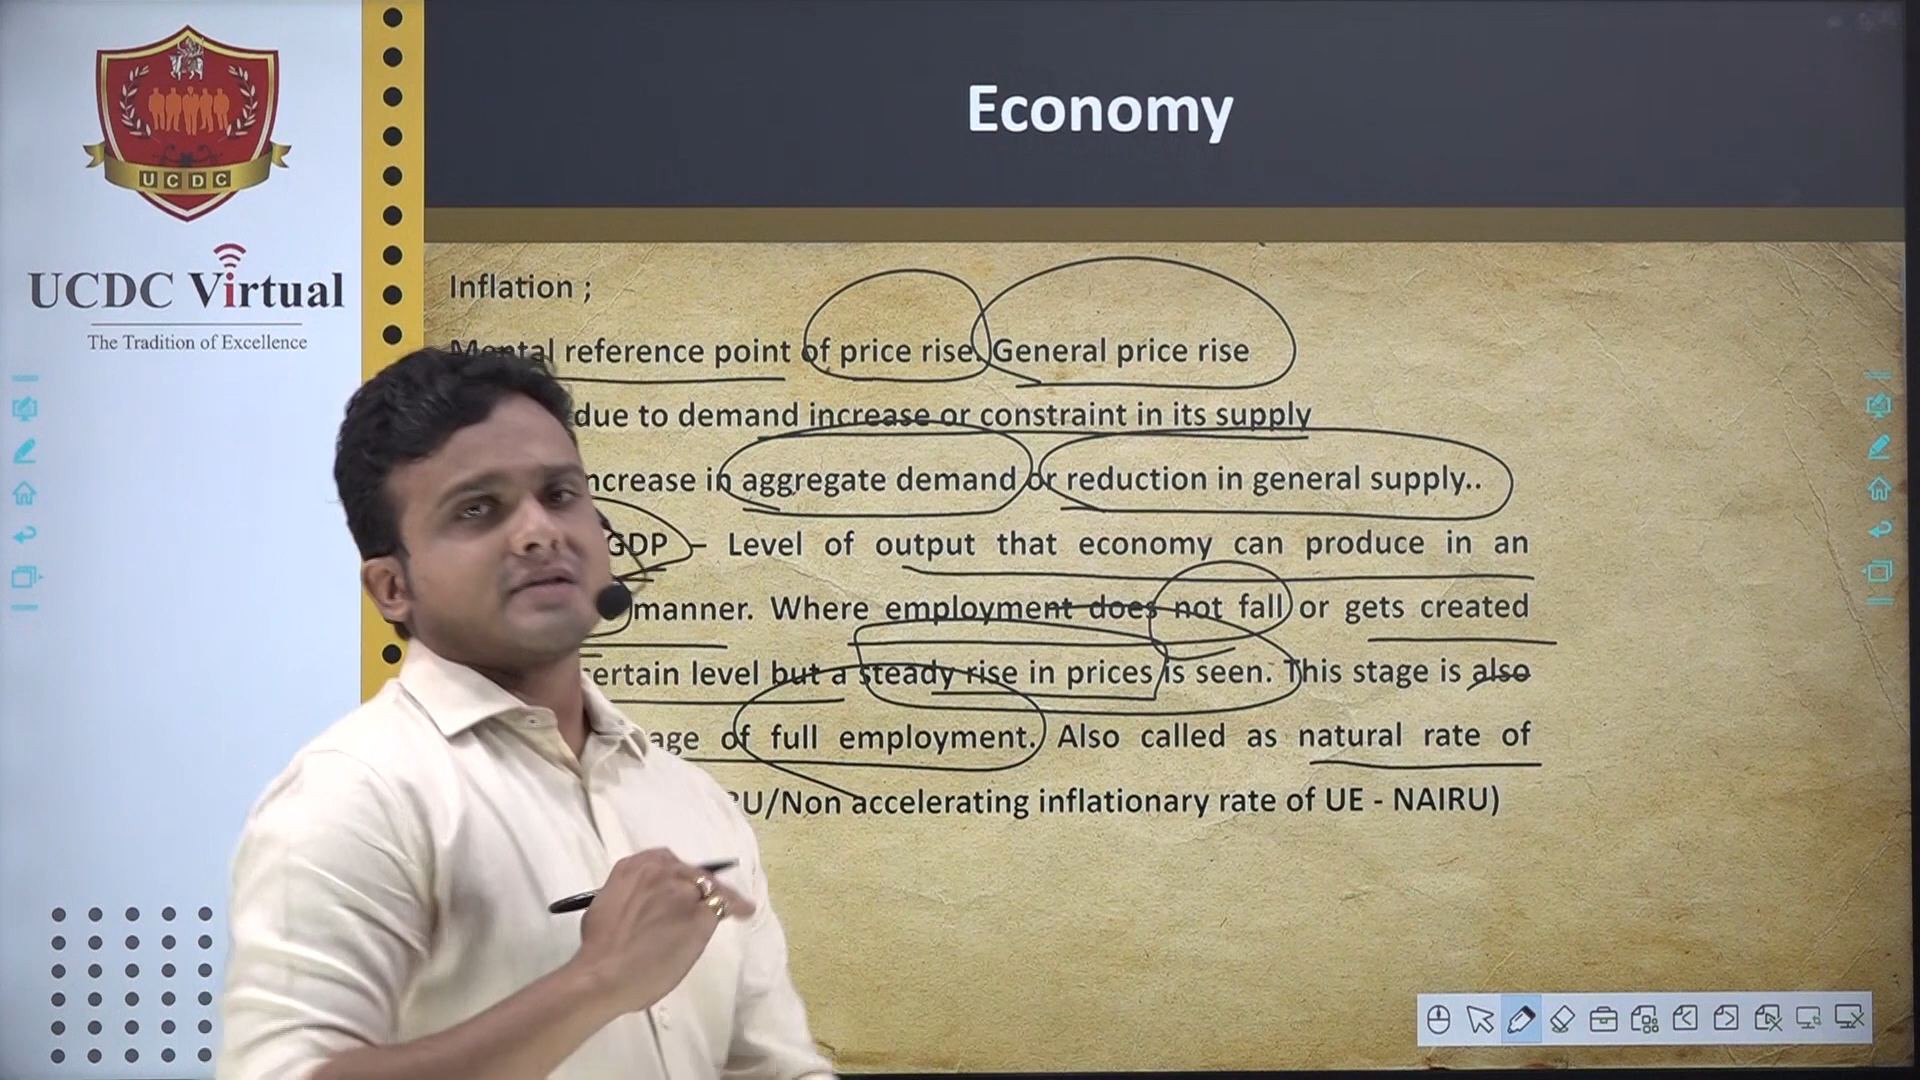 UCDC
UCDC Virtual
The Tradition of Excellence
Economy
Inflation ;
Mental reference point of price rise. General price rise
due to demand increase or constraint in its supply
increase in aggregate demand or reduction in general supply..
GDP – Level of output that economy can produce in an
manner. Where employment does not fall or gets created
certain level but a steady rise in prices is seen. This stage is also
of full employment. Also called as natural rate of
RU/Non accelerating inflationary rate of UE - NAIRU)